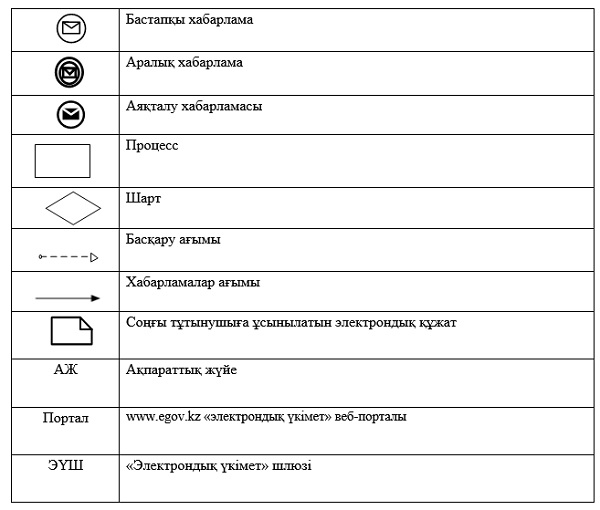 Бастапқы хабарлама
Аралық хабарлама
Аяқталу хабарламасы
Процесс
Шарт
Басқару ағымы
Хабарламалар ағымы
Соңғы тұтынушыға ұсынылатын электрондық құжат
АЖ Ақпараттық жүйе
Портал www.egov.kz «электрондық үкімет» веб-порталы
ЭҮШ «Электрондық үкімет» шлюзі